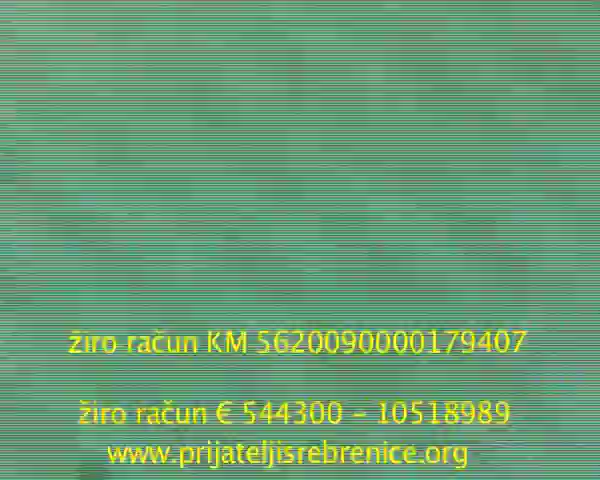 žiro račun KM 5620090000179407
žiro račun € 544300 - 10518989
www.prijateljisrebrenice.org